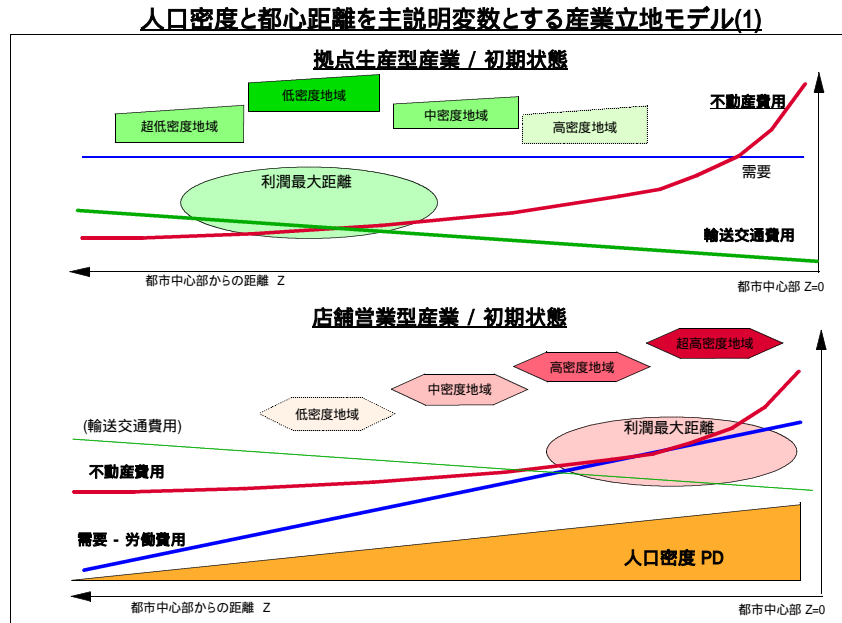 人口密度と都心距離を主説明変数とする産業立地モデル(1)
拠点生産型産業 / 初期状態
低密度地域
不動産費用
超低密度地域
中密度地域
高密度地域
需要
利潤最大距離
輸送交通費用
都市中心部からの距離 Z
都市中心部 Z=0
店舗営業型産業 / 初期状態
超高密度地域
高密度地域
中密度地域
低密度地域
(輸送交通費用)
利潤最大距離
不動産費用
需要 - 労働費用
人口密度 PD
都市中心部からの距離 Z
都市中心部 Z=0